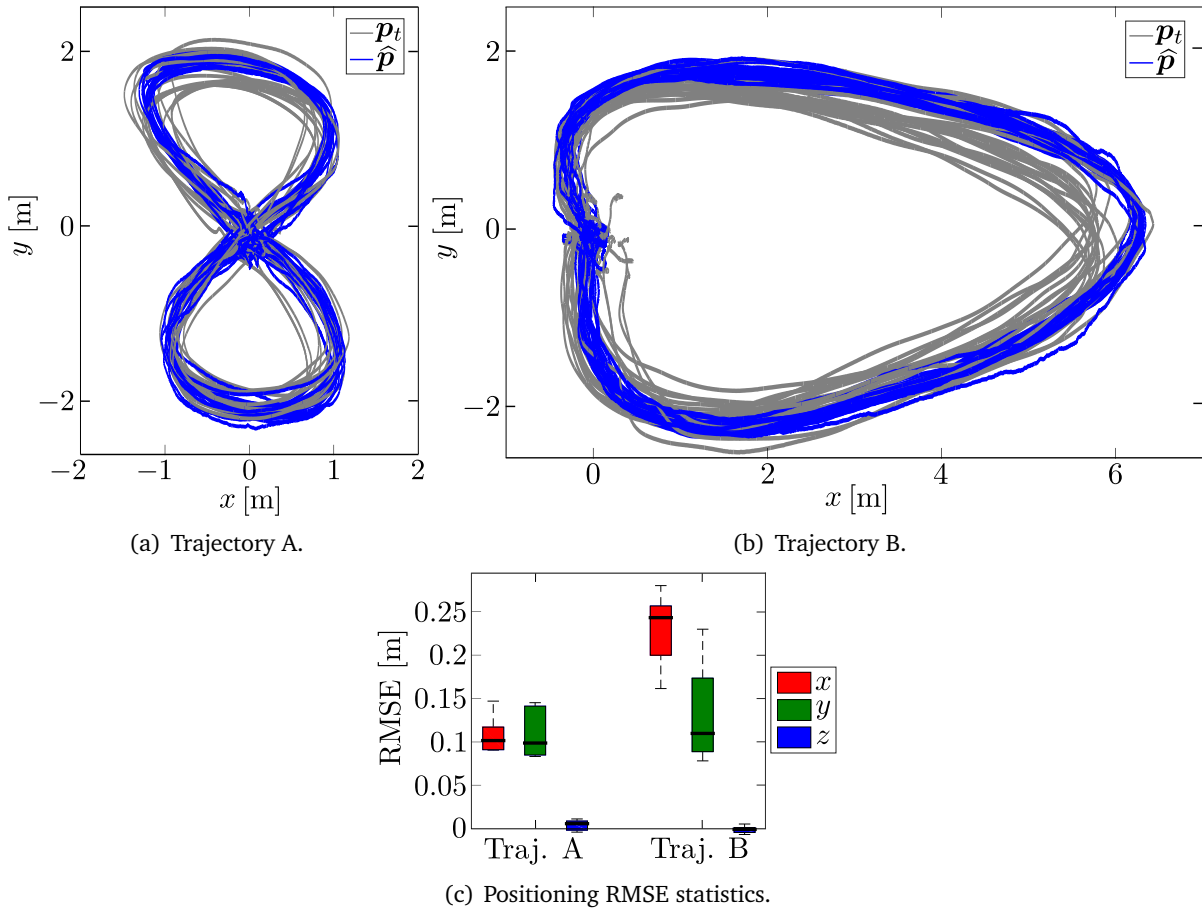 2
0
−2
y [m]
−2
−1
0
1
2
x [m]
p_t
p̂
(a) Trajectory A.
2
0
−2
y [m]
0
2
4
6
x [m]
p_t
p̂
(b) Trajectory B.
0.25
0.2
0.15
0.1
0.05
0
RMSE [m]
Traj. A
Traj. B
x
y
z
(c) Positioning RMSE statistics.